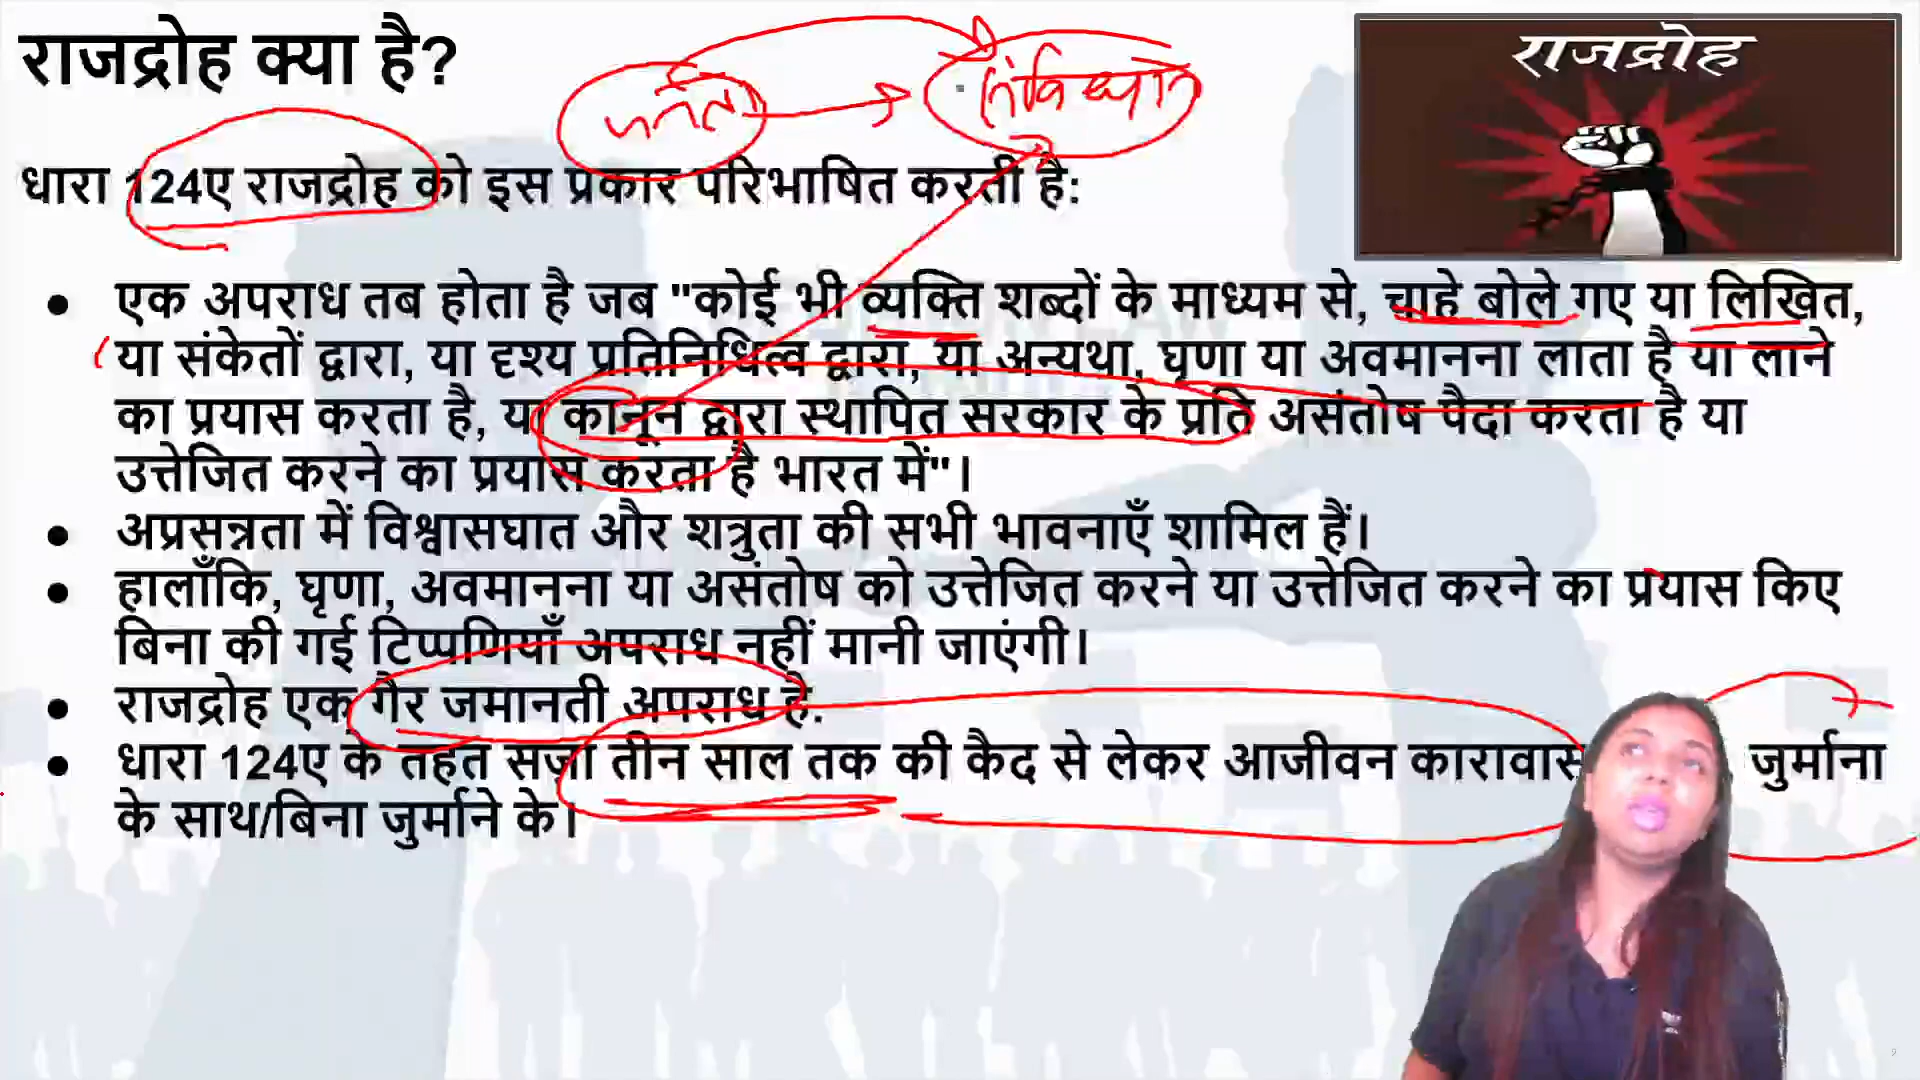 राजद्रोह क्या है?
जनता
संविधान
राजद्रोह
धारा 124ए राजद्रोह को इस प्रकार परिभाषित करती है:
● एक अपराध तब होता है जब "कोई भी व्यक्ति शब्दों के माध्यम से, चाहे बोले गए या लिखित,
या संकेतों द्वारा, या दृश्य प्रतिनिधित्व द्वारा, या अन्यथा, घृणा या अवमानना लाता है या लाने
का प्रयास करता है, या कानून द्वारा स्थापित सरकार के प्रति असंतोष पैदा करता है या
उत्तेजित करने का प्रयास करता है भारत में"।
● अप्रसन्नता में विश्वासघात और शत्रुता की सभी भावनाएँ शामिल हैं।
● हालाँकि, घृणा, अवमानना या असंतोष को उत्तेजित करने या उत्तेजित करने का प्रयास किए
बिना की गई टिप्पणियाँ अपराध नहीं मानी जाएंगी।
● राजद्रोह एक गैर जमानती अपराध है.
● धारा 124ए के तहत सजा तीन साल तक की कैद से लेकर आजीवन कारावास जुर्माना
के साथ/बिना जुर्माने के।